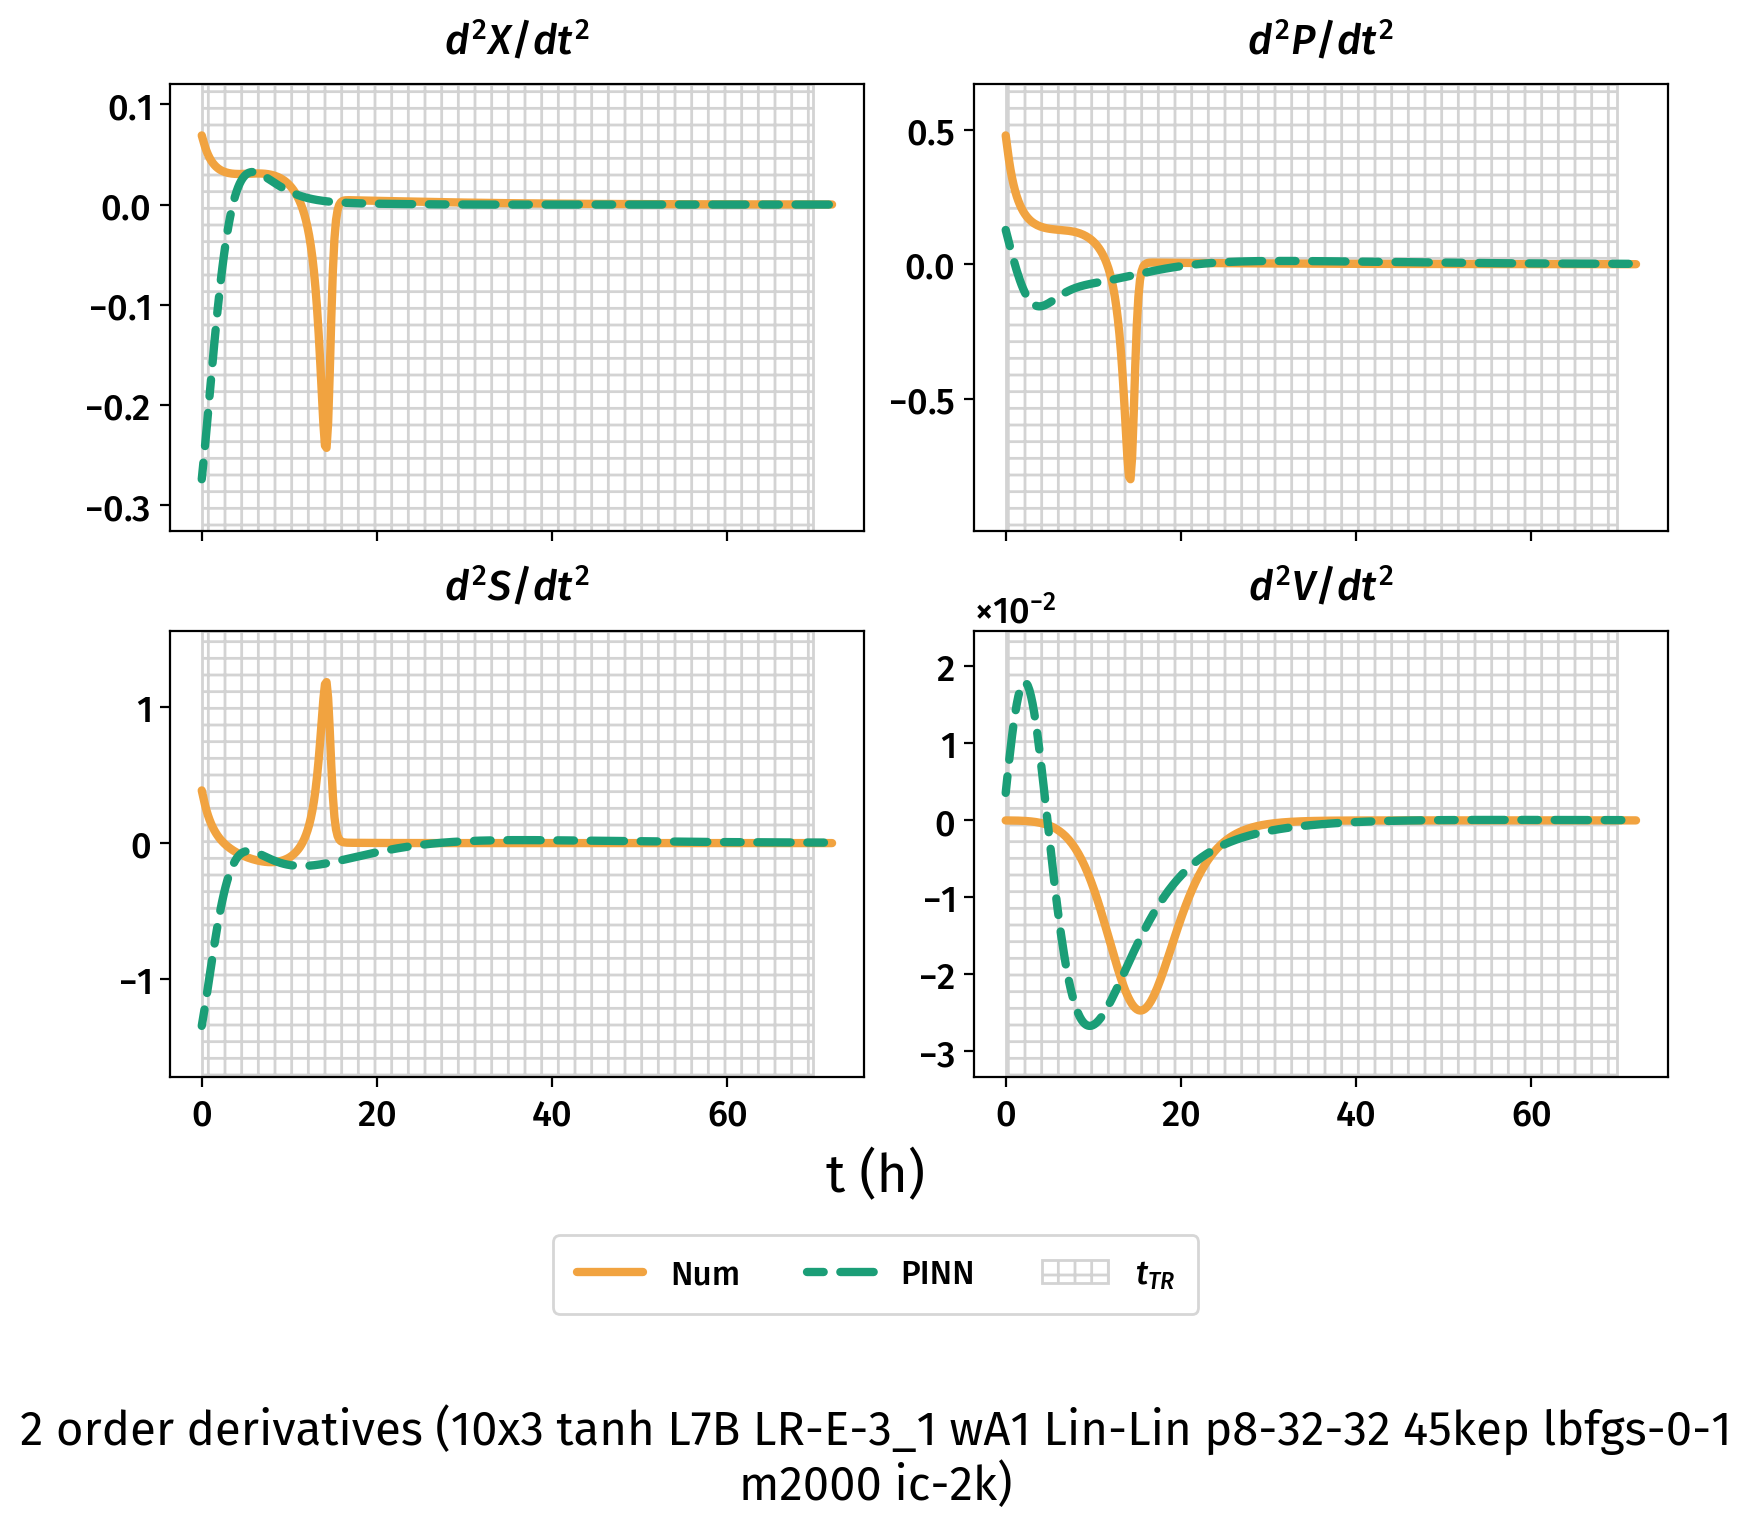 d²X/dt²
d²P/dt²
0.1
0.0
−0.1
−0.2
−0.3
0.5
0.0
−0.5
d²S/dt²
d²V/dt²
×10⁻²
1
0
−1
2
1
0
−1
−2
−3
0 20 40 60
0 20 40 60
t (h)
Num PINN t_TR
2 order derivatives (10x3 tanh L7B LR-E-3_1 wA1 Lin-Lin p8-32-32 45kep lbfgs-0-1
m2000 ic-2k)